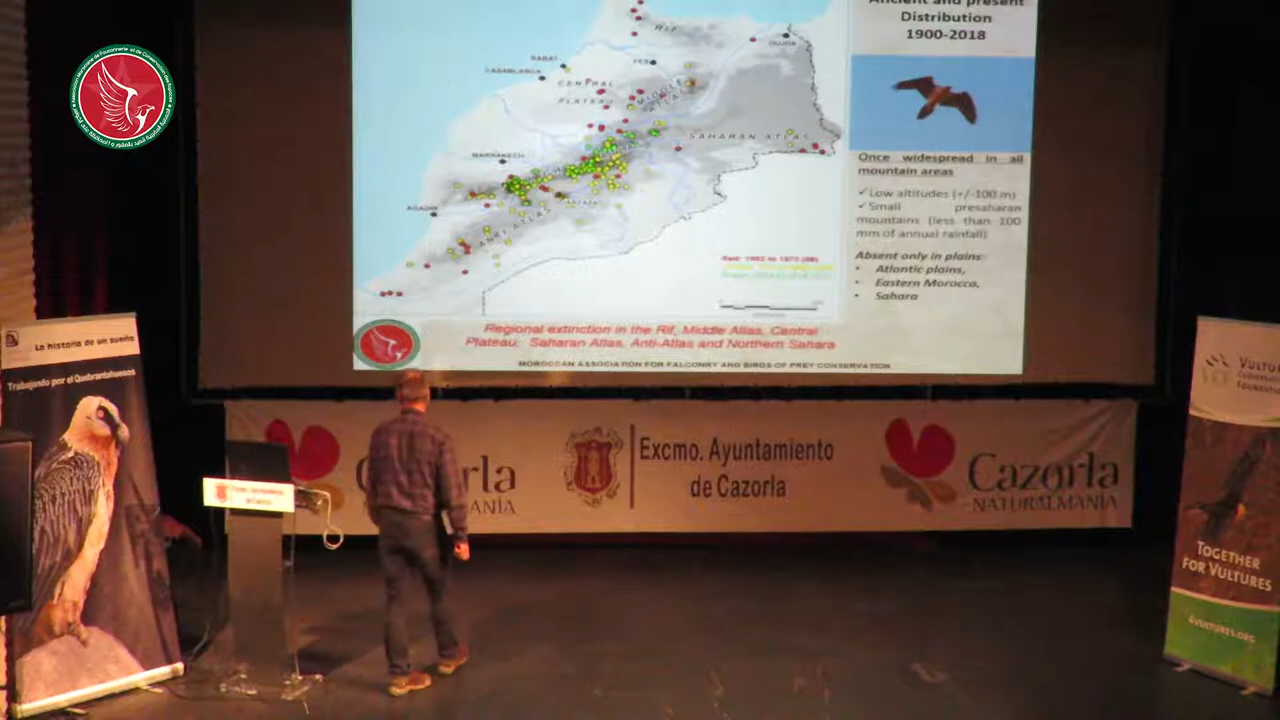 Ancient and present
Distribution
1900-2018
RIF
OUJDA
RABAT
FES
CASABLANCA
CENTRAL
PLATEAU
MIDDLE
ATLAS
SAHARAN ATLAS
MARRAKECH
AGADIR
ANTI ATLAS
Once widespread in all
mountain areas
✓Low altitudes (+/-100 m)
✓Small presaharan
mountains (less than 100
mm of annual rainfall)
Absent only in plains:
• Atlantic plains,
• Eastern Morocco,
• Sahara
Regional extinction in the Rif, Middle Atlas, Central
Plateau, Saharan Atlas, Anti-Atlas and Northern Sahara
MOROCCAN ASSOCIATION FOR FALCONRY AND BIRDS OF PREY CONSERVATION
La historia de un sueño
Trabajando por el Quebrantahuesos
Cazorla
NATURALMANÍA
Excmo. Ayuntamiento
de Cazorla
Cazorla
NATURALMANÍA
TOGETHER
FOR VULTURES
4VULTURES.ORG